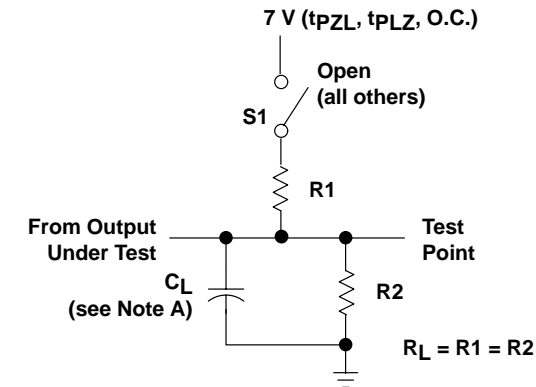 7 V (tPZL, tPLZ, O.C.)
Open
(all others)
S1
R1
From Output
Under Test
Test
Point
CL
(see Note A)
R2
RL = R1 = R2